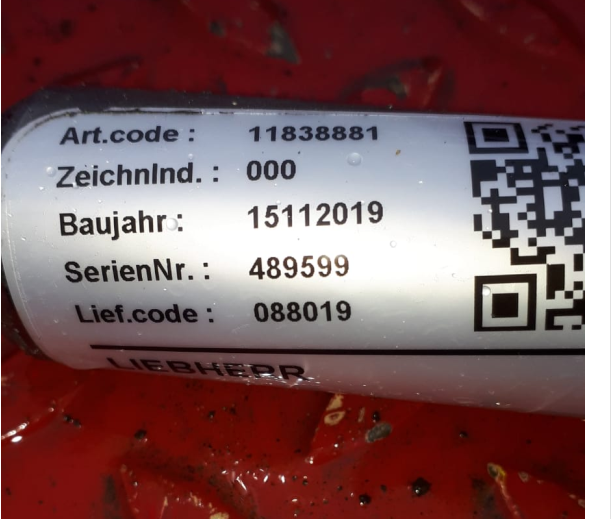 Art.code : 11838881
ZeichnInd. : 000
Baujahr : 15112019
SerienNr. : 489599
Lief.code : 088019
LIEBHERR